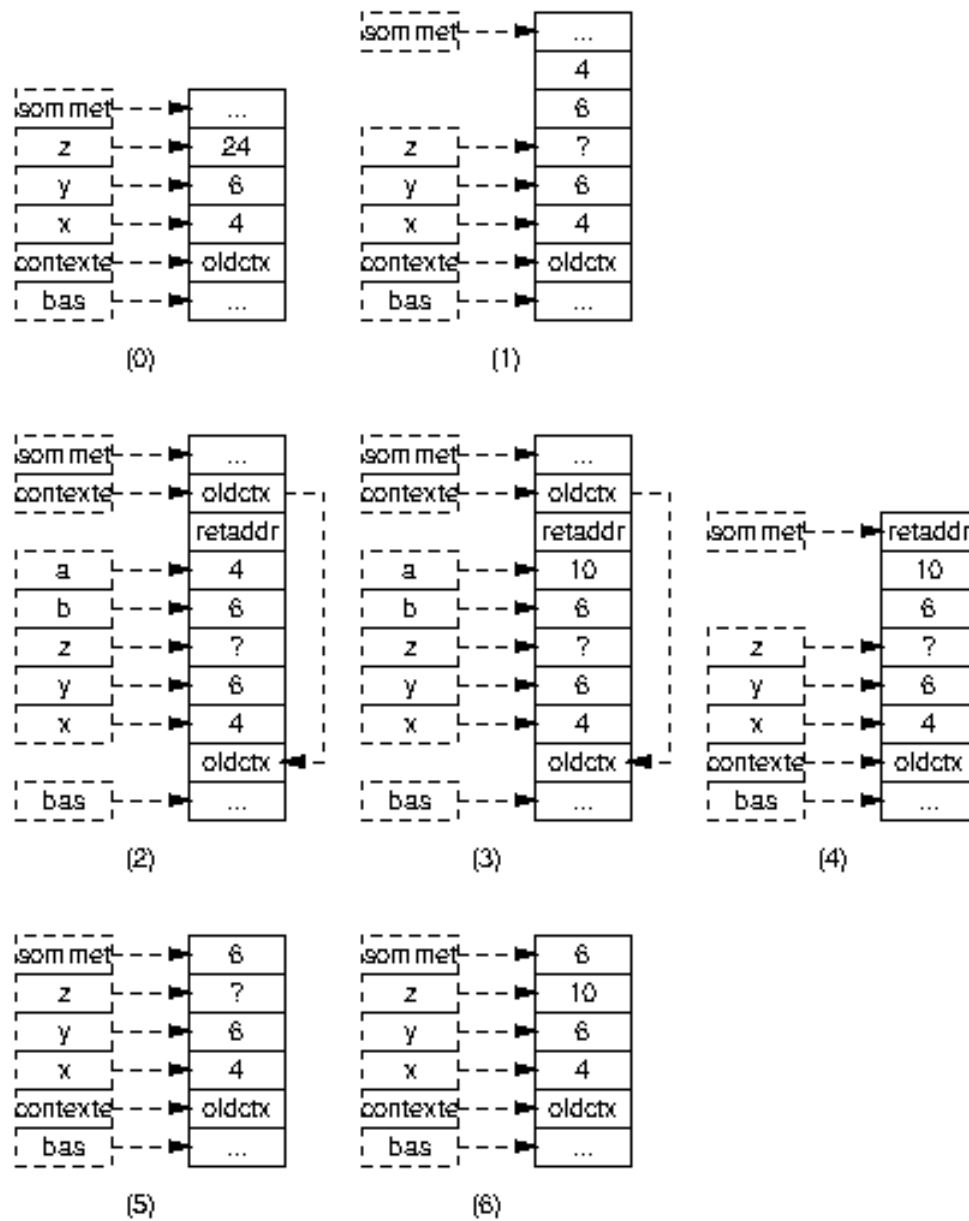 sommet ...
z 24
y 6
x 4
contexte oldctx
bas ...
(0)
sommet ...
4
6
z ?
y 6
x 4
contexte oldctx
bas ...
(1)
sommet ...
contexte oldctx
retaddr
a 4
b 6
z ?
y 6
x 4
oldctx
bas ...
(2)
sommet ...
contexte oldctx
retaddr
a 10
b 6
z ?
y 6
x 4
oldctx
bas ...
(3)
sommet retaddr
10
6
z ?
y 6
x 4
contexte oldctx
bas ...
(4)
sommet 6
z ?
y 6
x 4
contexte oldctx
bas ...
(5)
sommet 6
z 10
y 6
x 4
contexte oldctx
bas ...
(6)